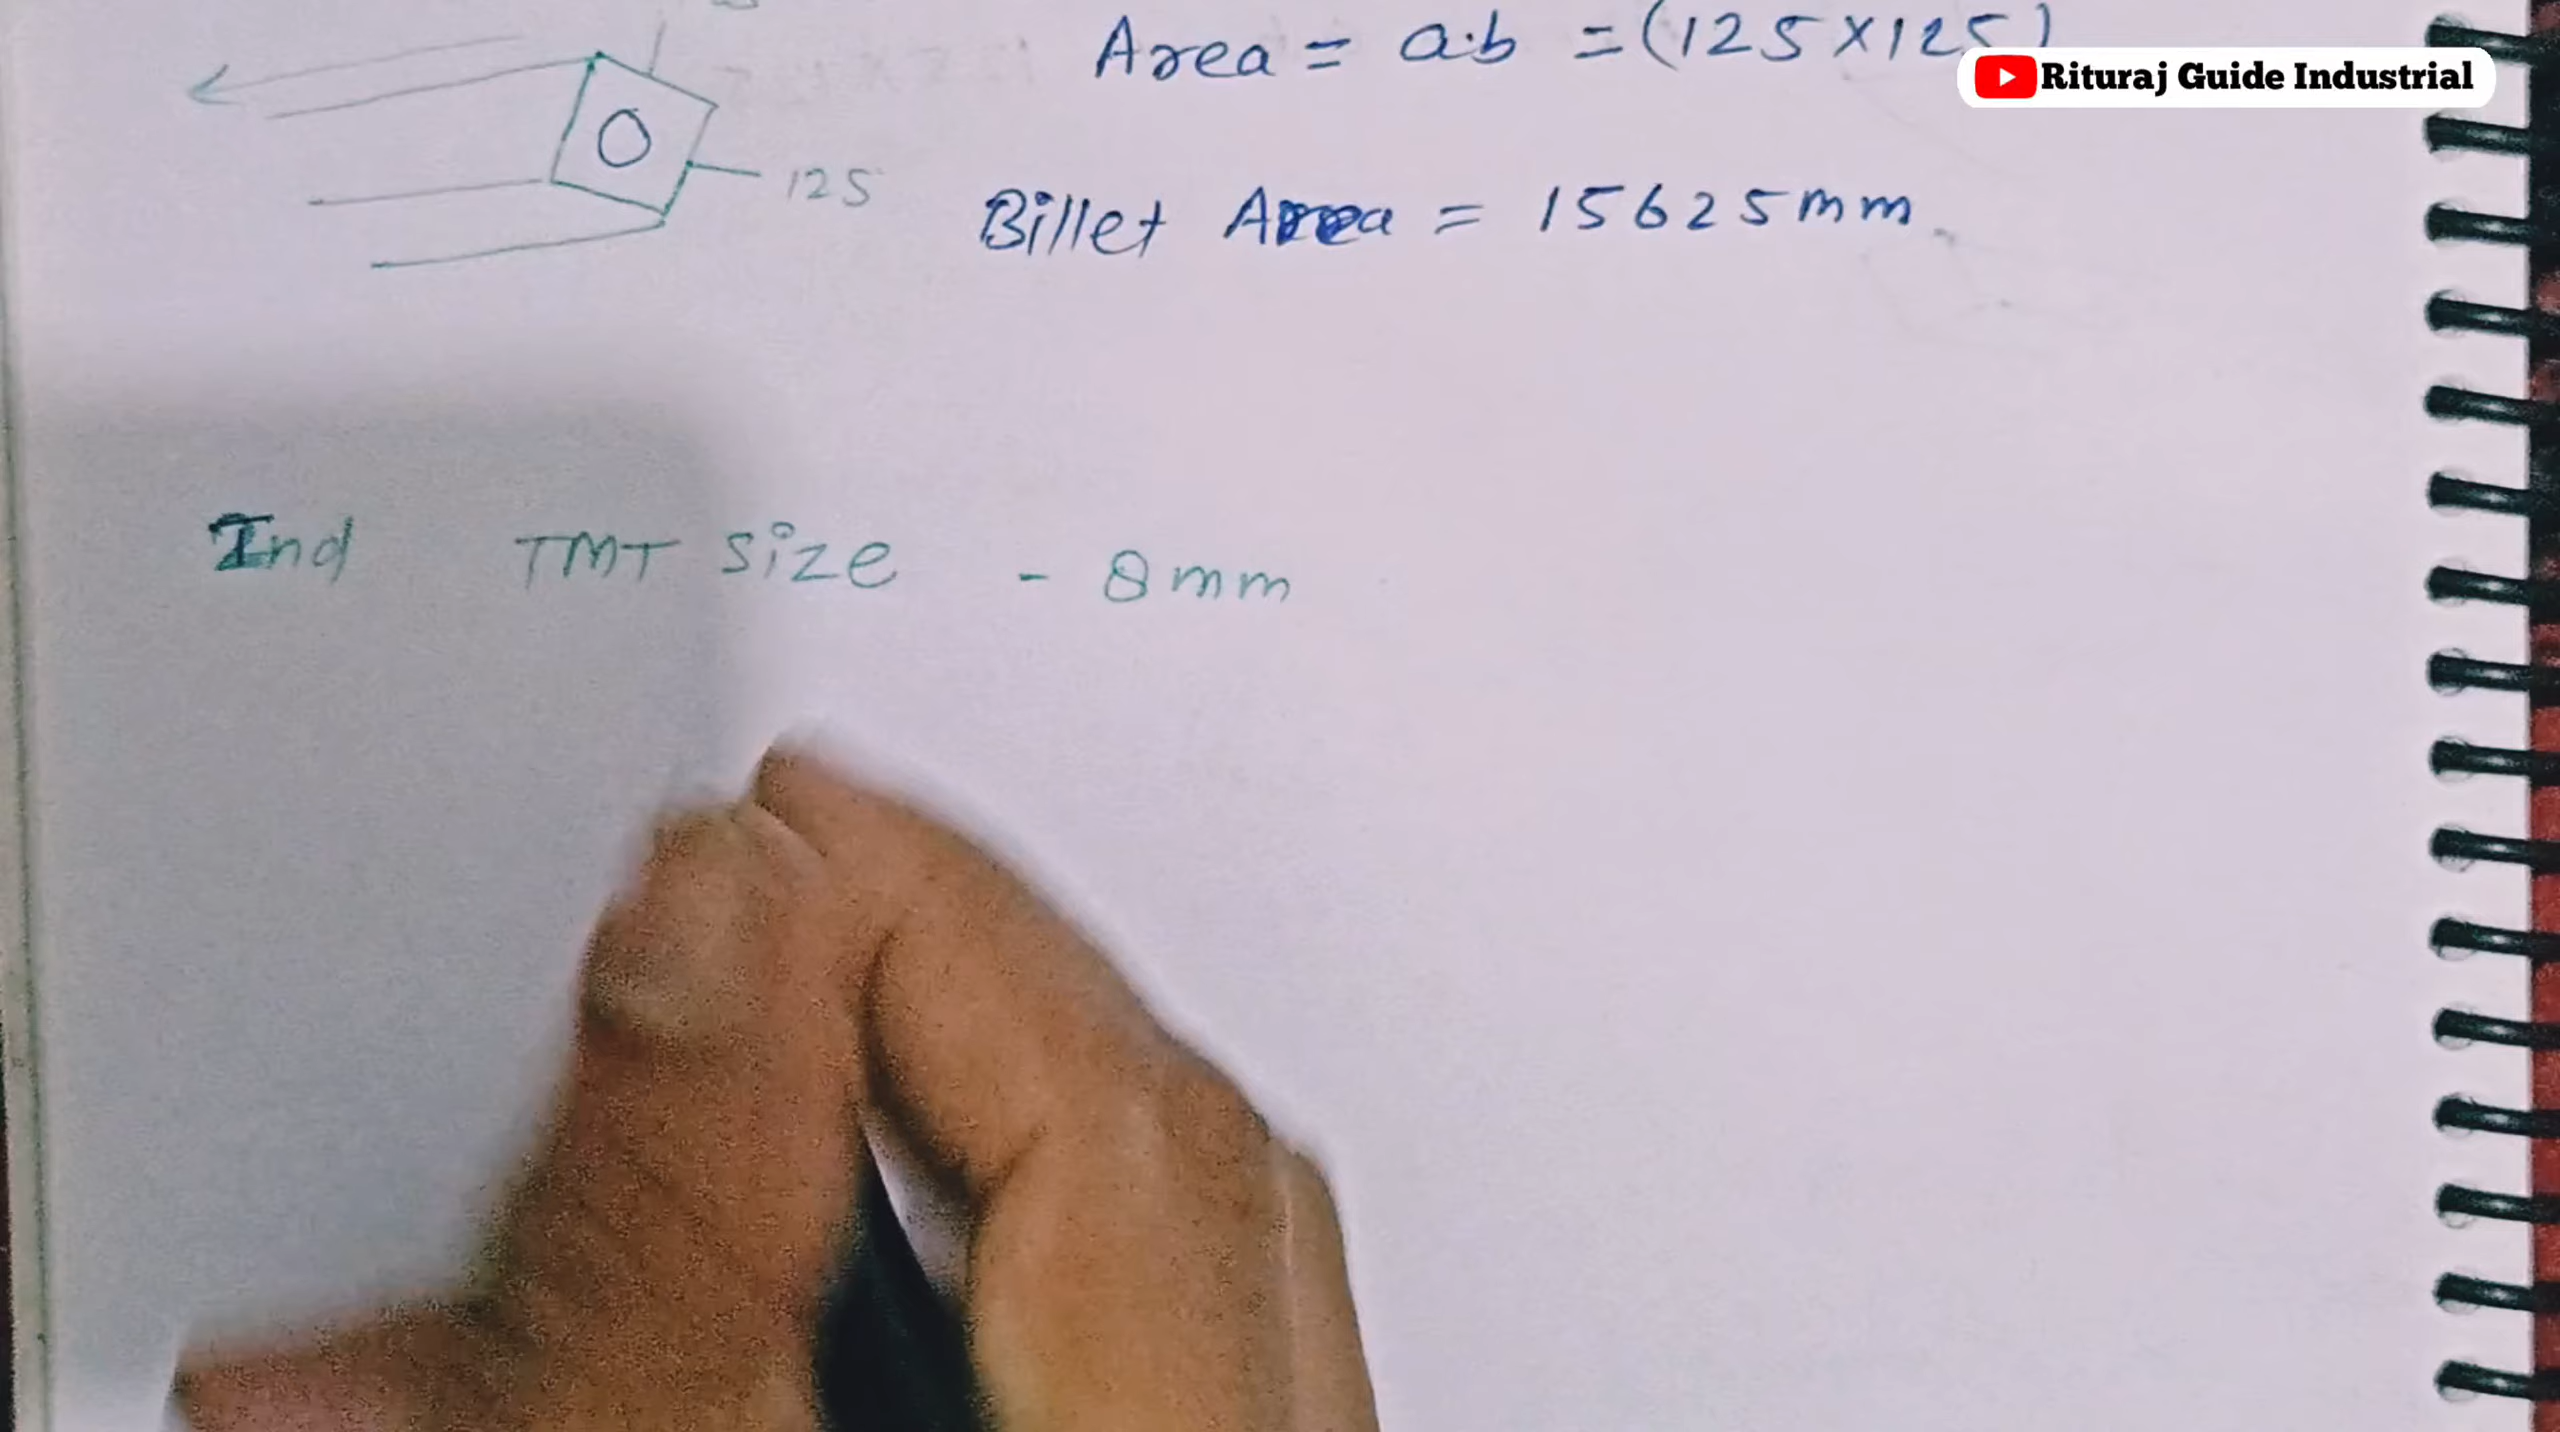 Area = a.b = (125×125)
Rituraj Guide Industrial
125
Billet Area = 15625mm
Ind TMT size - 8mm